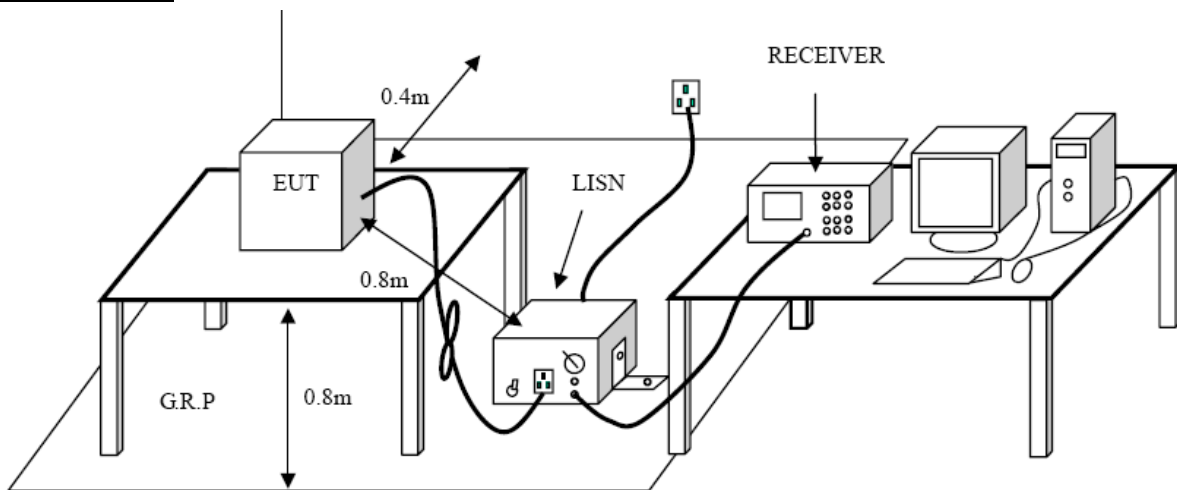 RECEIVER
0.4m
EUT
LISN
0.8m
G.R.P
0.8m